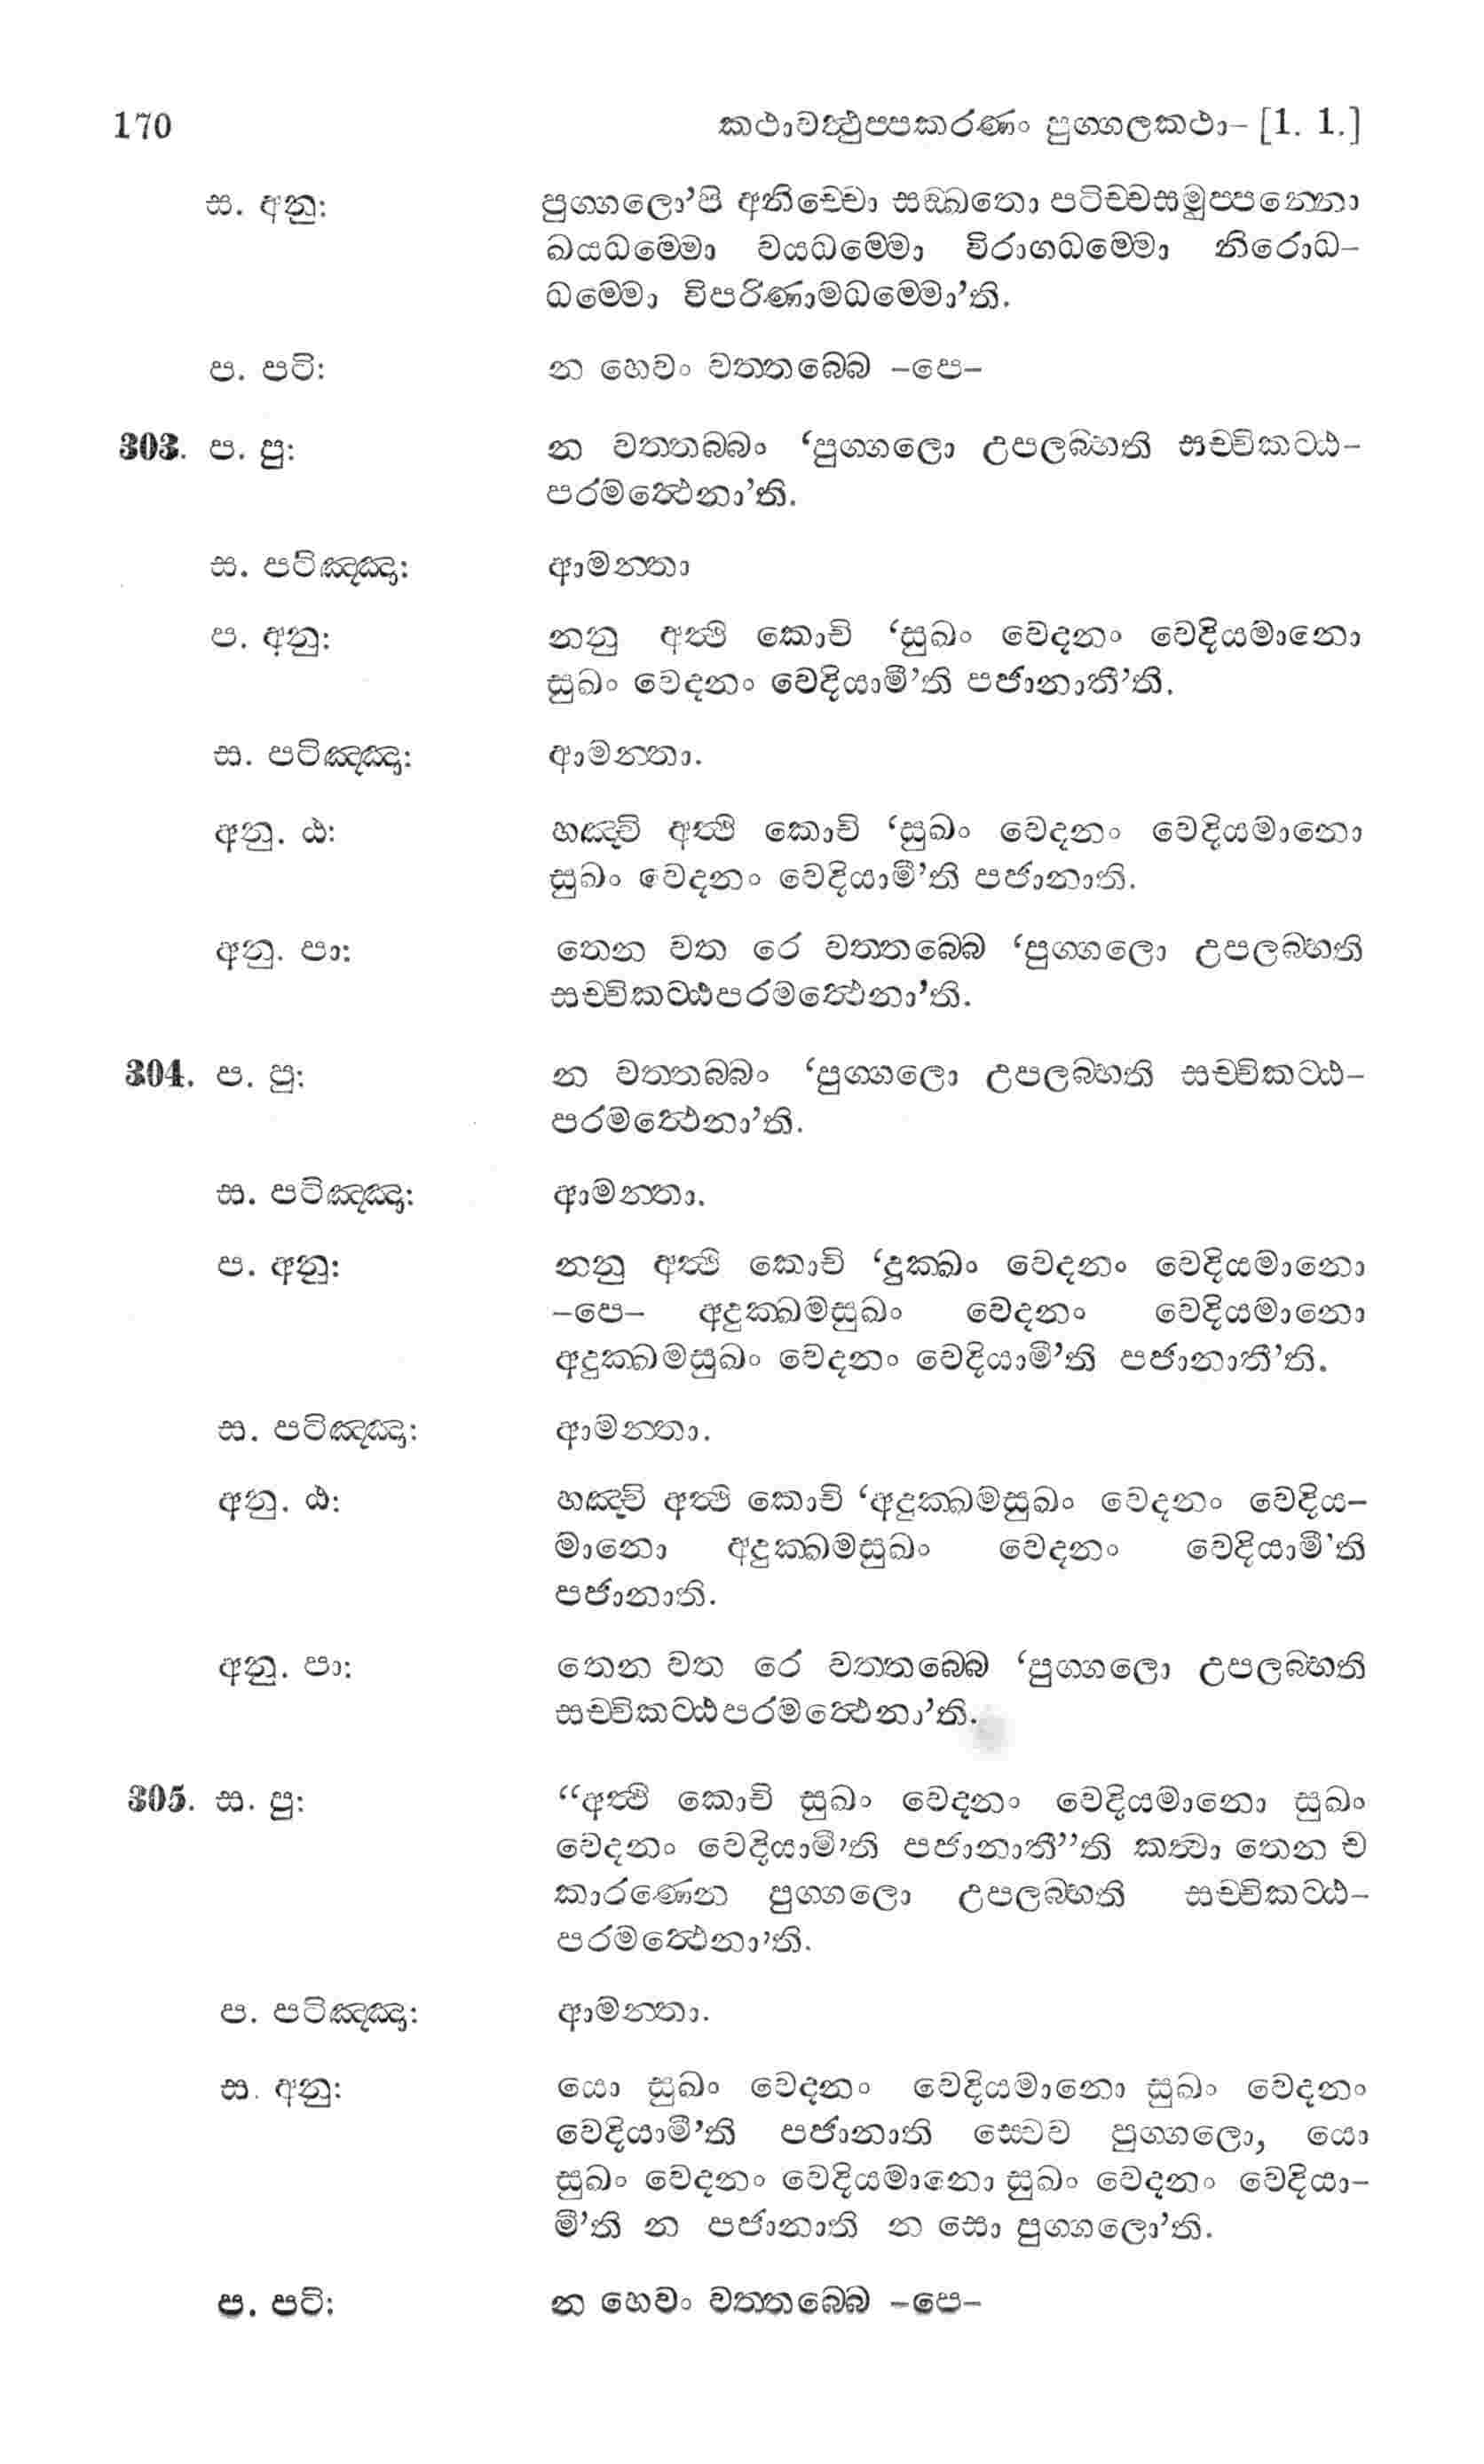 170 කථාවත්‍ථුප්පකරණං පුග්ගලකථා– [1. 1.]
ස. අනු: පුග්ගලො’පි අනිච්චො සඞ්ඛතො පටිච්චසමුප්පන්නො
ඛයධම්මො වයධම්මො විරාගධම්මො නිරොධ–
ධම්මො විපරිණාමධම්මො’ති.
ප. පටි: න හෙවං වත්තබ්බෙ –පෙ–
303. ප. පු: න වත්තබ්බං ‘පුග්ගලො උපලබ්භති සච්චිකට්ඨ–
පරමත්‍ථෙනා’ති.
ස. පටිඤ්ඤා: ආමන්තා
ප. අනු: නනු අත්‍ථි කොචි ‘සුඛං වෙදනං වෙදියමානො
සුඛං වෙදනං වෙදියාමී’ති පජානාතී’ති.
ස. පටිඤ්ඤා: ආමන්තා.
අනු. ඨ: හඤ්චි අත්‍ථි කොචි ‘සුඛං වෙදනං වෙදියමානො
සුඛං වෙදනං වෙදියාමී’ති පජානාති.
අනු. පා: තෙන වත රෙ වත්තබ්බෙ ‘පුග්ගලො උපලබ්භති
සච්චිකට්ඨපරමත්‍ථෙනා’ති.
304. ප. පු: න වත්තබ්බං ‘පුග්ගලො උපලබ්භති සච්චිකට්ඨ–
පරමත්‍ථෙනා’ති.
ස. පටිඤ්ඤා: ආමන්තා.
ප. අනු: නනු අත්‍ථි කොචි ‘දුක්ඛං වෙදනං වෙදියමානො
–පෙ– අදුක්ඛමසුඛං වෙදනං වෙදියමානො
අදුක්ඛමසුඛං වෙදනං වෙදියාමී’ති පජානාතී’ති.
ස. පටිඤ්ඤා: ආමන්තා.
අනු. ඨ: හඤ්චි අත්‍ථි කොචි ‘අදුක්ඛමසුඛං වෙදනං වෙදිය–
මානො අදුක්ඛමසුඛං වෙදනං වෙදියාමී’ති
පජානාති.
අනු. පා: තෙන වත රෙ වත්තබ්බෙ ‘පුග්ගලො උපලබ්භති
සච්චිකට්ඨපරමත්‍ථෙනා’ති.
305. ස. පු: “අත්‍ථි කොචි සුඛං වෙදනං වෙදියමානො සුඛං
වෙදනං වෙදියාමී’ති පජානාතී”ති කත්‍වා තෙන ච
කාරණෙන පුග්ගලො උපලබ්භති සච්චිකට්ඨ–
පරමත්‍ථෙනා’ති.
ප. පටිඤ්ඤා: ආමන්තා.
ස. අනු: යො සුඛං වෙදනං වෙදියමානො සුඛං වෙදනං
වෙදියාමී’ති පජානාති ස්වෙව පුග්ගලො, යො
සුඛං වෙදනං වෙදියමානො සුඛං වෙදනං වෙදියා–
මී’ති න පජානාති න සො පුග්ගලො’ති.
ප. පටි: න හෙවං වත්තබ්බෙ –පෙ–